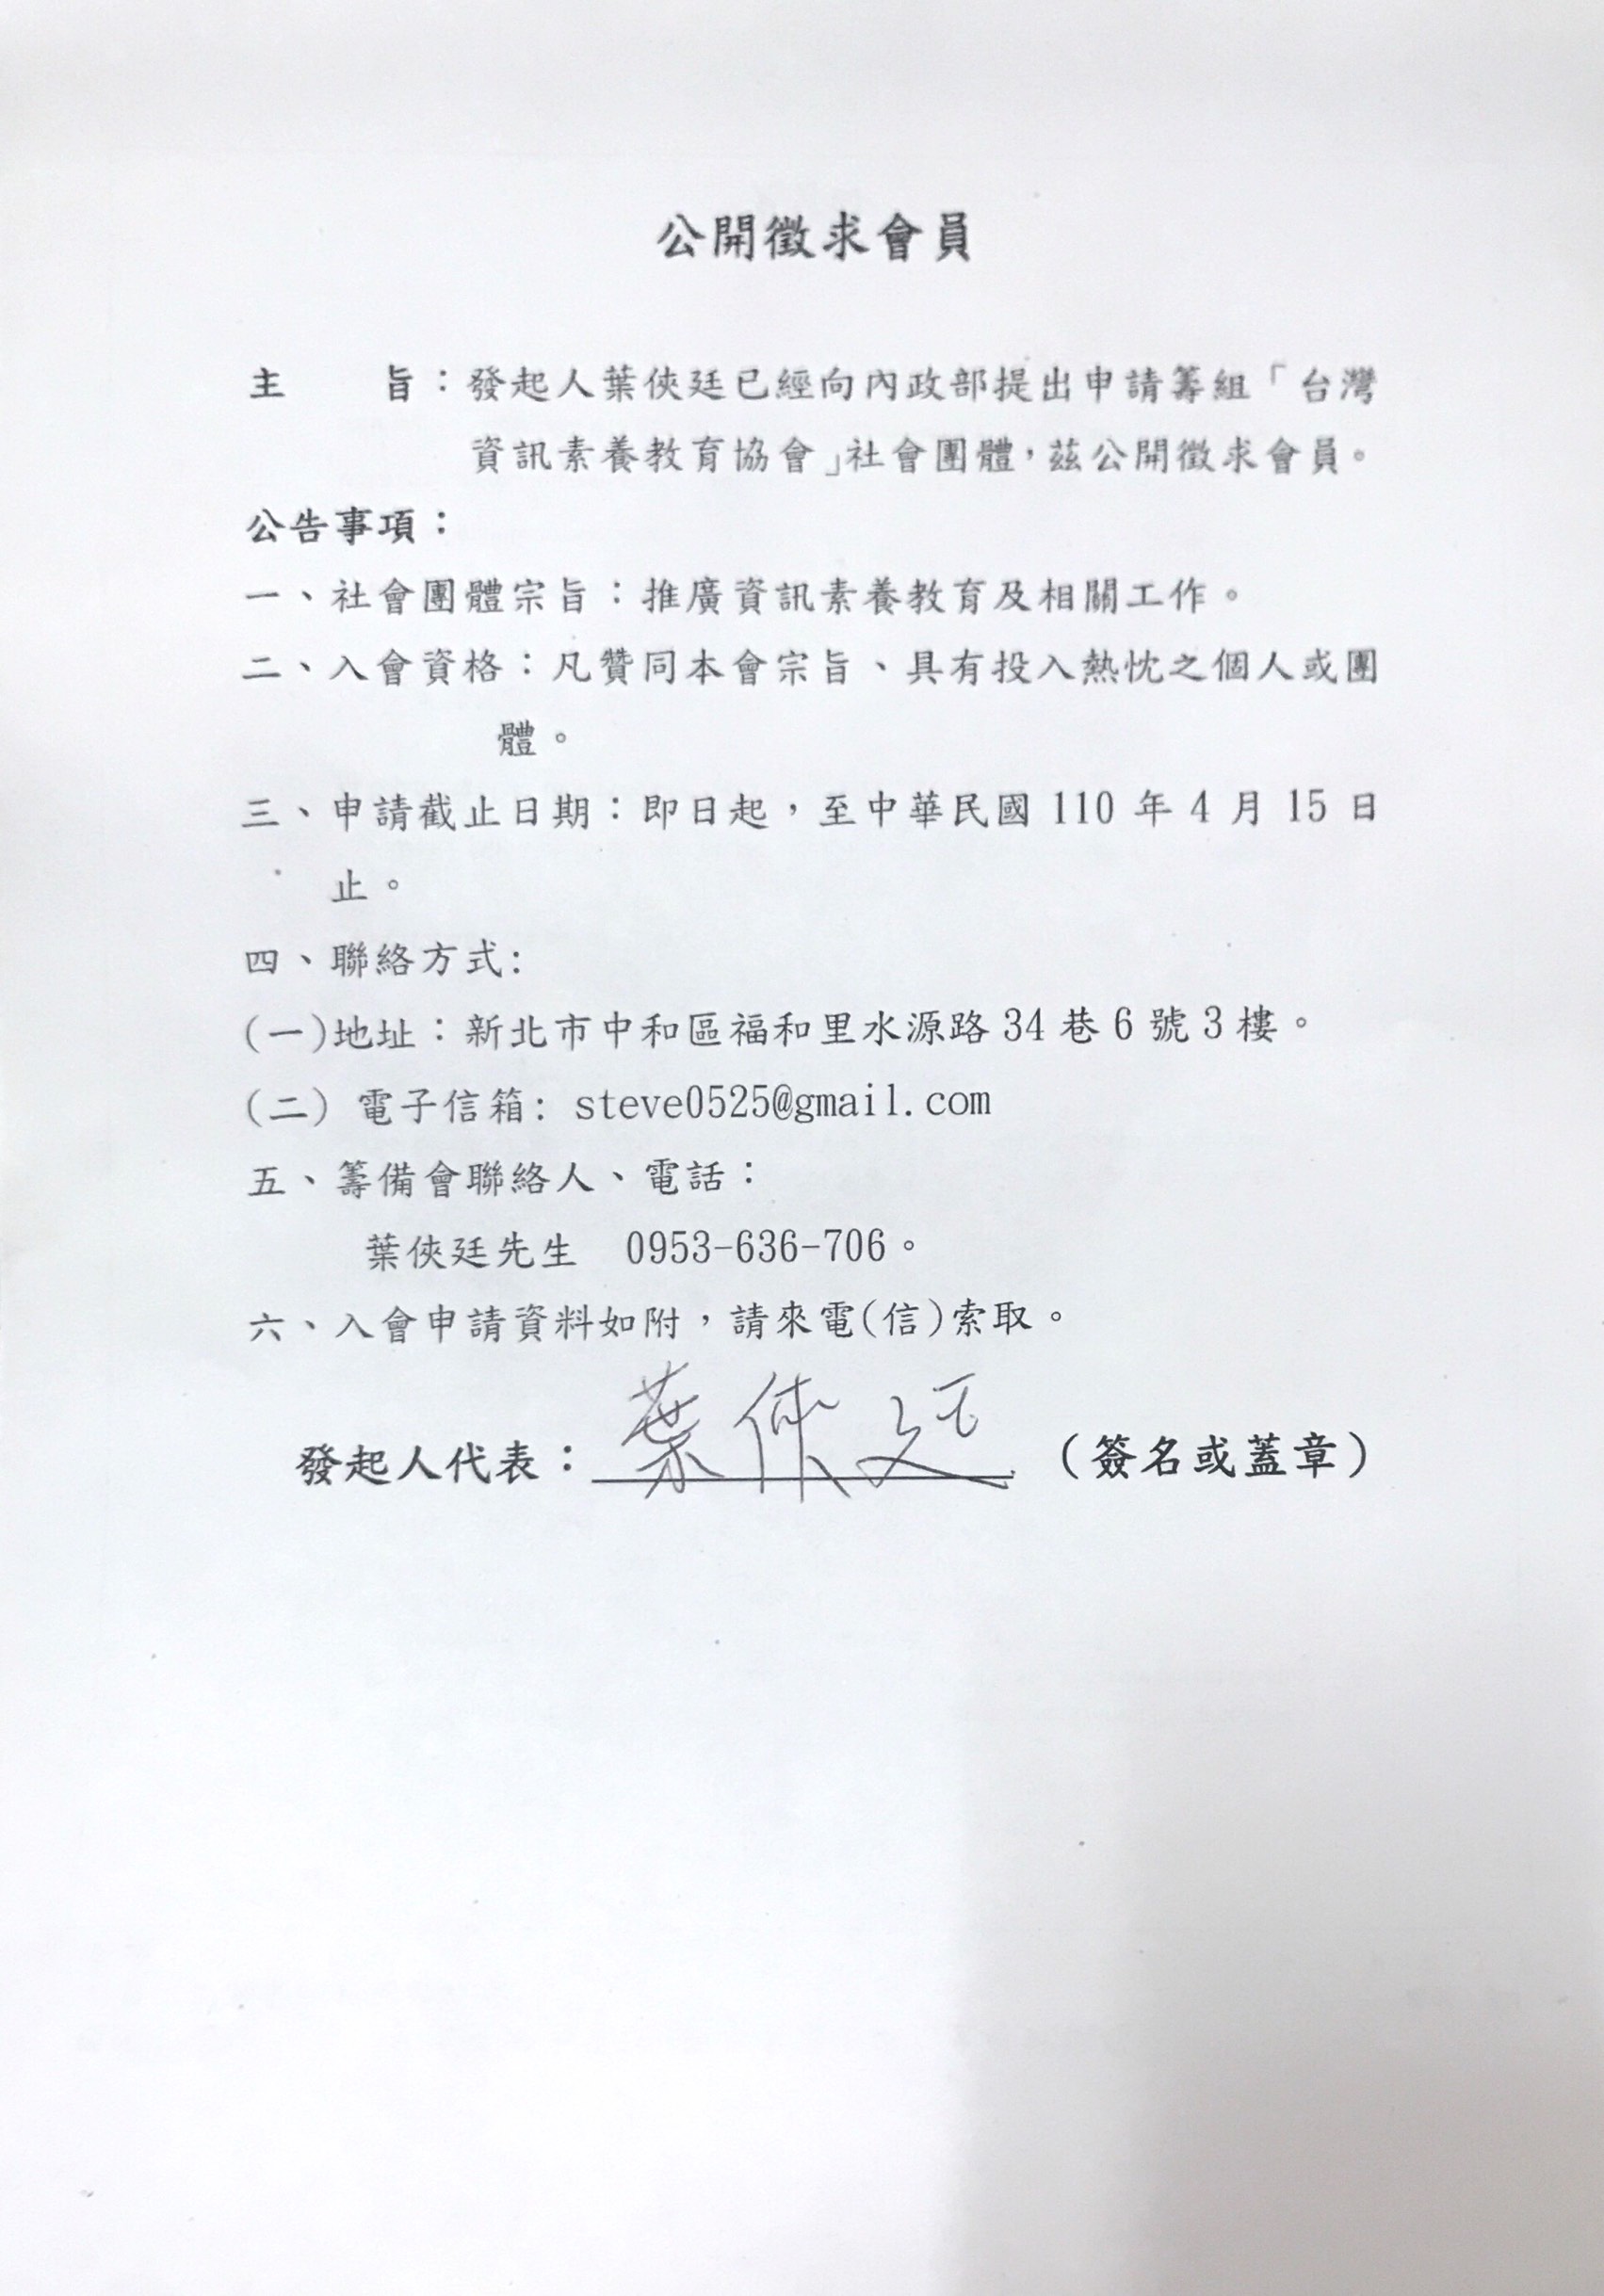 公開徵求會員
主　　旨：發起人葉俠廷已經向內政部提出申請籌組「台灣
資訊素養教育協會」社會團體，茲公開徵求會員。
公告事項：
一、社會團體宗旨：推廣資訊素養教育及相關工作。
二、入會資格：凡贊同本會宗旨、具有投入熱忱之個人或團
體。
三、申請截止日期：即日起，至中華民國 110 年 4 月 15 日
止。
四、聯絡方式:
(一)地址：新北市中和區福和里水源路 34 巷 6 號 3 樓。
(二) 電子信箱: steve0525@gmail.com
五、籌備會聯絡人、電話：
葉俠廷先生　0953-636-706。
六、入會申請資料如附，請來電(信)索取。
發起人代表：葉俠廷（簽名或蓋章）